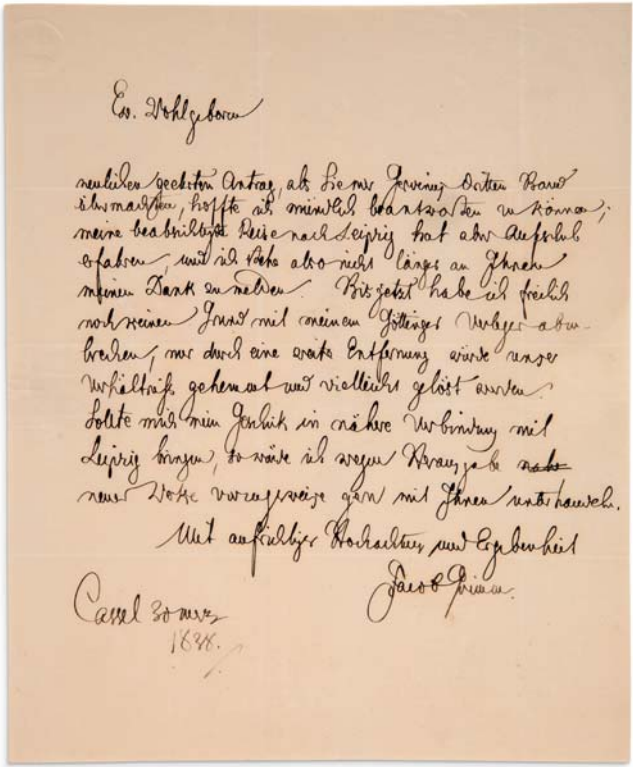 Ew. Wohlgeboren
neulichen geehrten Antrag, als Sie mir Gervinus dritten Band
übermachten, hoffte ich mündlich beantworten zu können;
meine beabsichtigte Reise nach Leipzig hat aber Aufschub
erfahren, und ich stehe also nicht länger an Ihnen
meinen Dank zu melden. Bis jetzt habe ich freilich
noch keinen Grund mit meinem Göttinger Verleger abzu-
brechen, nur durch eine weite Entfernung würde unser
Verhältniß gehemmt und vielleicht gelöst werden.
Sollte mich mein Geschik in nähere Verbindung mit
Leipzig bringen, so würde ich wegen Herausgabe
neuer Werke vorzugsweise gern mit Ihnen unterhandeln.
Mit aufrichtiger Hochachtung und Ergebenheit
Jacob Grimm.
Cassel 30 merz
1838.